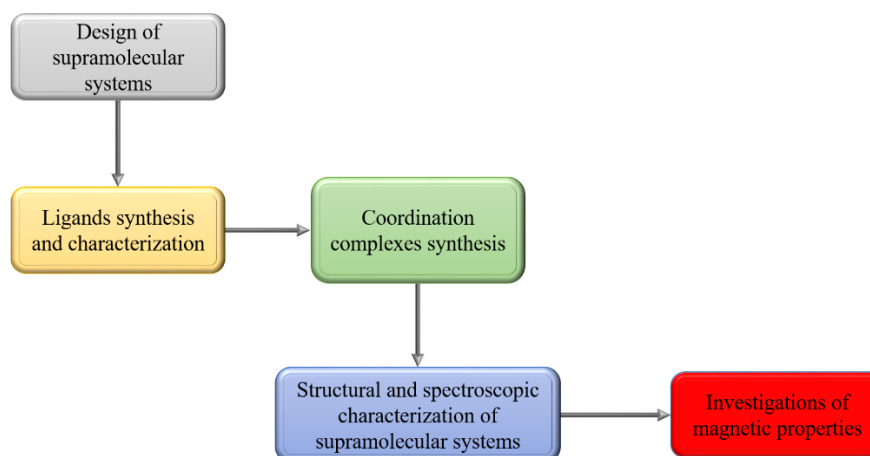 Design of
supramolecular
systems
Ligands synthesis
and characterization
Coordination
complexes synthesis
Structural and spectroscopic
characterization of
supramolecular systems
Investigations of
magnetic properties